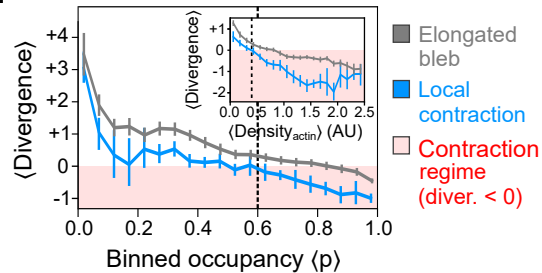 ⟨Divergence⟩
+4
+3
+2
+1
0
-1
0.0
0.2
0.4
0.6
0.8
1.0
Binned occupancy ⟨p⟩
⟨Divergence⟩
+1
0
-1
-2
0.0
0.5
1.0
1.5
2.0
2.5
⟨Density_actin⟩ (AU)
Elongated
bleb
Local
contraction
Contraction
regime
(diver. < 0)